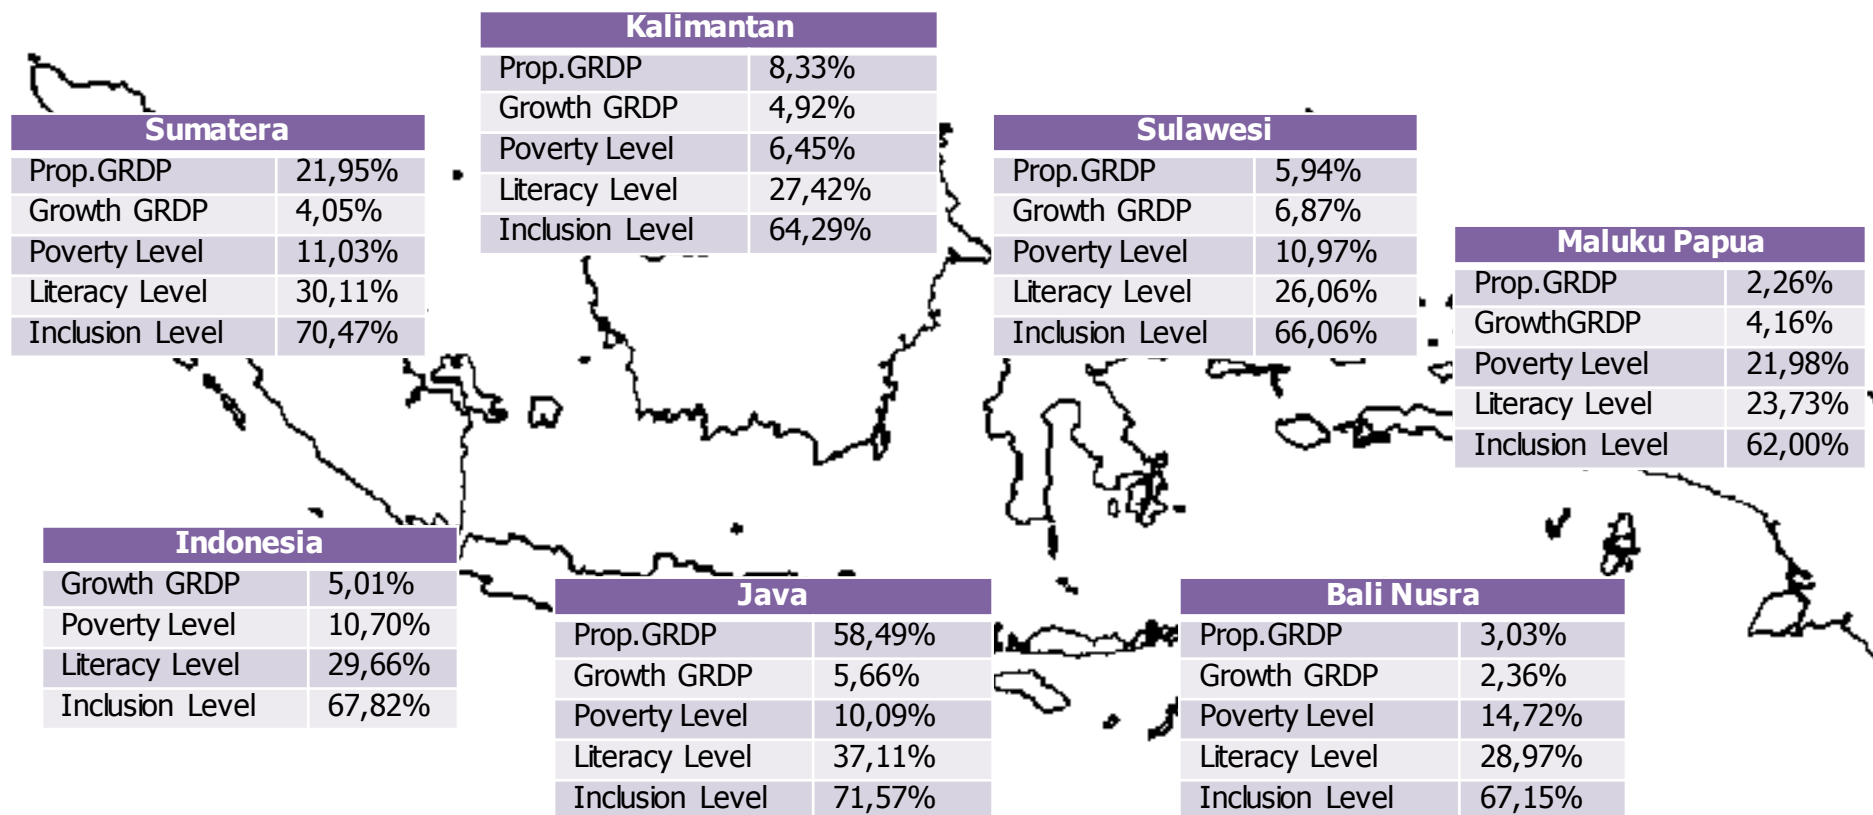 Kalimantan
Prop.GRDP 8,33%
Growth GRDP 4,92%
Poverty Level 6,45%
Literacy Level 27,42%
Inclusion Level 64,29%
Sumatera
Prop.GRDP 21,95%
Growth GRDP 4,05%
Poverty Level 11,03%
Literacy Level 30,11%
Inclusion Level 70,47%
Sulawesi
Prop.GRDP 5,94%
Growth GRDP 6,87%
Poverty Level 10,97%
Literacy Level 26,06%
Inclusion Level 66,06%
Maluku Papua
Prop.GRDP 2,26%
GrowthGRDP 4,16%
Poverty Level 21,98%
Literacy Level 23,73%
Inclusion Level 62,00%
Indonesia
Growth GRDP 5,01%
Poverty Level 10,70%
Literacy Level 29,66%
Inclusion Level 67,82%
Java
Prop.GRDP 58,49%
Growth GRDP 5,66%
Poverty Level 10,09%
Literacy Level 37,11%
Inclusion Level 71,57%
Bali Nusra
Prop.GRDP 3,03%
Growth GRDP 2,36%
Poverty Level 14,72%
Literacy Level 28,97%
Inclusion Level 67,15%